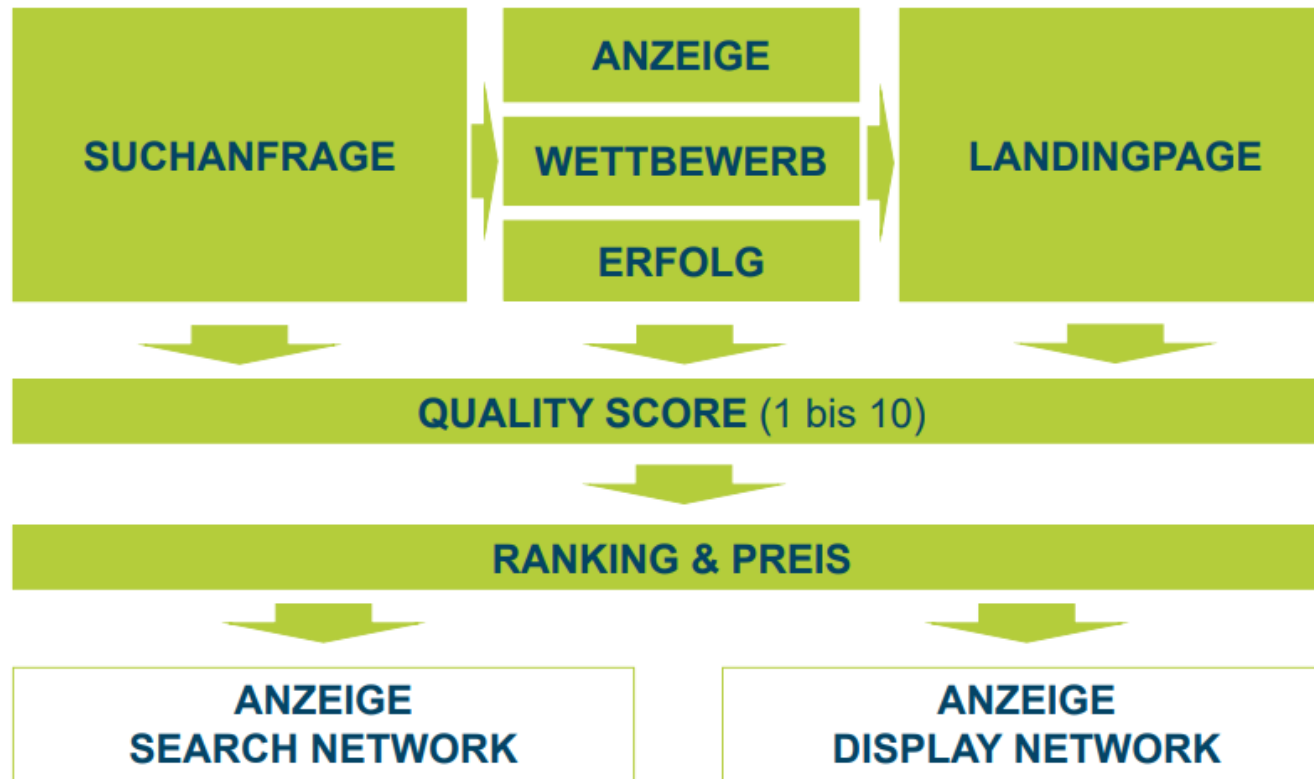 SUCHANFRAGE
ANZEIGE
WETTBEWERB
ERFOLG
LANDINGPAGE
QUALITY SCORE (1 bis 10)
RANKING & PREIS
ANZEIGE
SEARCH NETWORK
ANZEIGE
DISPLAY NETWORK